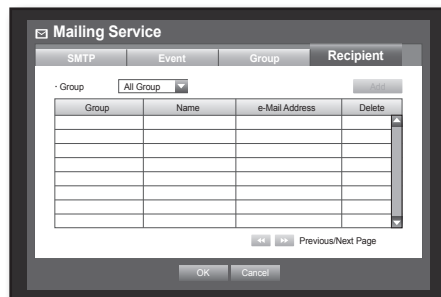 Mailing Service
SMTP Event Group Recipient
· Group All Group Add
Group Name e-Mail Address Delete
Previous/Next Page
OK Cancel